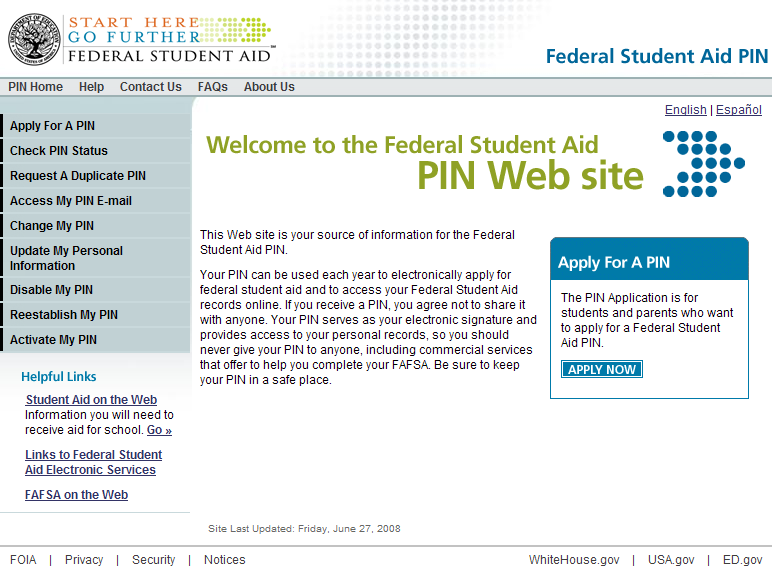 START HERE
GO FURTHER
FEDERAL STUDENT AID
Federal Student Aid PIN
PIN Home Help Contact Us FAQs About Us
English | Español
Apply For A PIN
Check PIN Status
Request A Duplicate PIN
Access My PIN E-mail
Change My PIN
Update My Personal
Information
Disable My PIN
Reestablish My PIN
Activate My PIN
Helpful Links
Student Aid on the Web
Information you will need to
receive aid for school. Go »
Links to Federal Student
Aid Electronic Services
FAFSA on the Web
Welcome to the Federal Student Aid
PIN Web site
This Web site is your source of information for the Federal
Student Aid PIN.
Your PIN can be used each year to electronically apply for
federal student aid and to access your Federal Student Aid
records online. If you receive a PIN, you agree not to share it
with anyone. Your PIN serves as your electronic signature and
provides access to your personal records, so you should
never give your PIN to anyone, including commercial services
that offer to help you complete your FAFSA. Be sure to keep
your PIN in a safe place.
Apply For A PIN
The PIN Application is for
students and parents who want
to apply for a Federal Student
Aid PIN.
APPLY NOW
Site Last Updated: Friday, June 27, 2008
FOIA | Privacy | Security | Notices
WhiteHouse.gov | USA.gov | ED.gov